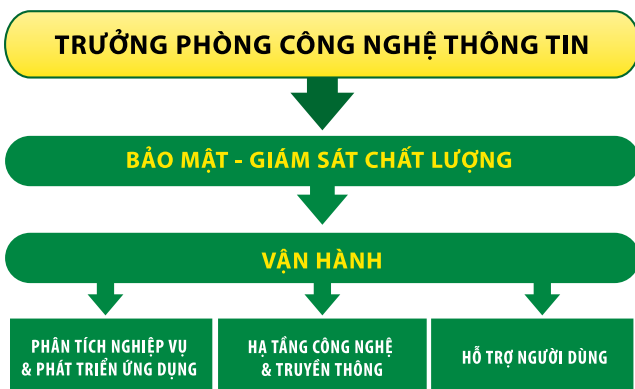 TRƯỞNG PHÒNG CÔNG NGHỆ THÔNG TIN
BẢO MẬT - GIÁM SÁT CHẤT LƯỢNG
VẬN HÀNH
PHÂN TÍCH NGHIỆP VỤ
& PHÁT TRIỂN ỨNG DỤNG
HẠ TẦNG CÔNG NGHỆ
& TRUYỀN THÔNG
HỖ TRỢ NGƯỜI DÙNG